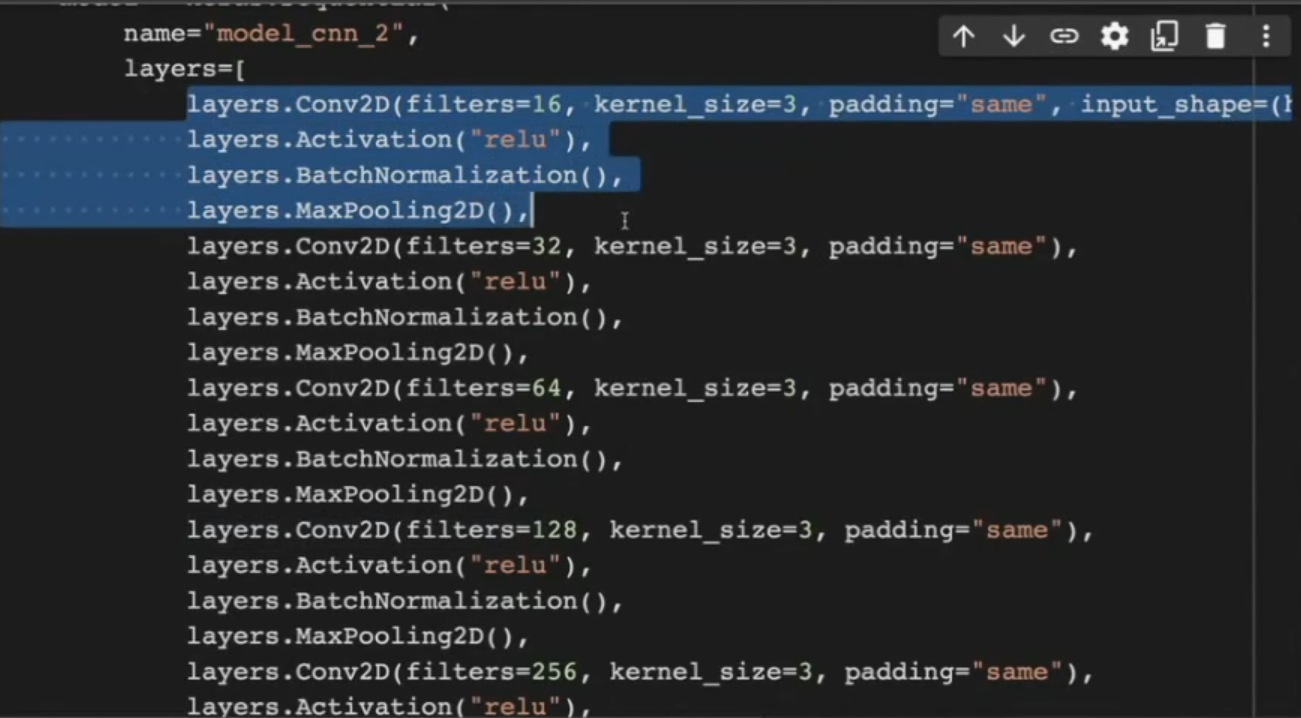 name="model_cnn_2",
layers=[
layers.Conv2D(filters=16, kernel_size=3, padding="same", input_shape=(
layers.Activation("relu"),
layers.BatchNormalization(),
layers.MaxPooling2D(),
layers.Conv2D(filters=32, kernel_size=3, padding="same"),
layers.Activation("relu"),
layers.BatchNormalization(),
layers.MaxPooling2D(),
layers.Conv2D(filters=64, kernel_size=3, padding="same"),
layers.Activation("relu"),
layers.BatchNormalization(),
layers.MaxPooling2D(),
layers.Conv2D(filters=128, kernel_size=3, padding="same"),
layers.Activation("relu"),
layers.BatchNormalization(),
layers.MaxPooling2D(),
layers.Conv2D(filters=256, kernel_size=3, padding="same"),
layers.Activation("relu"),